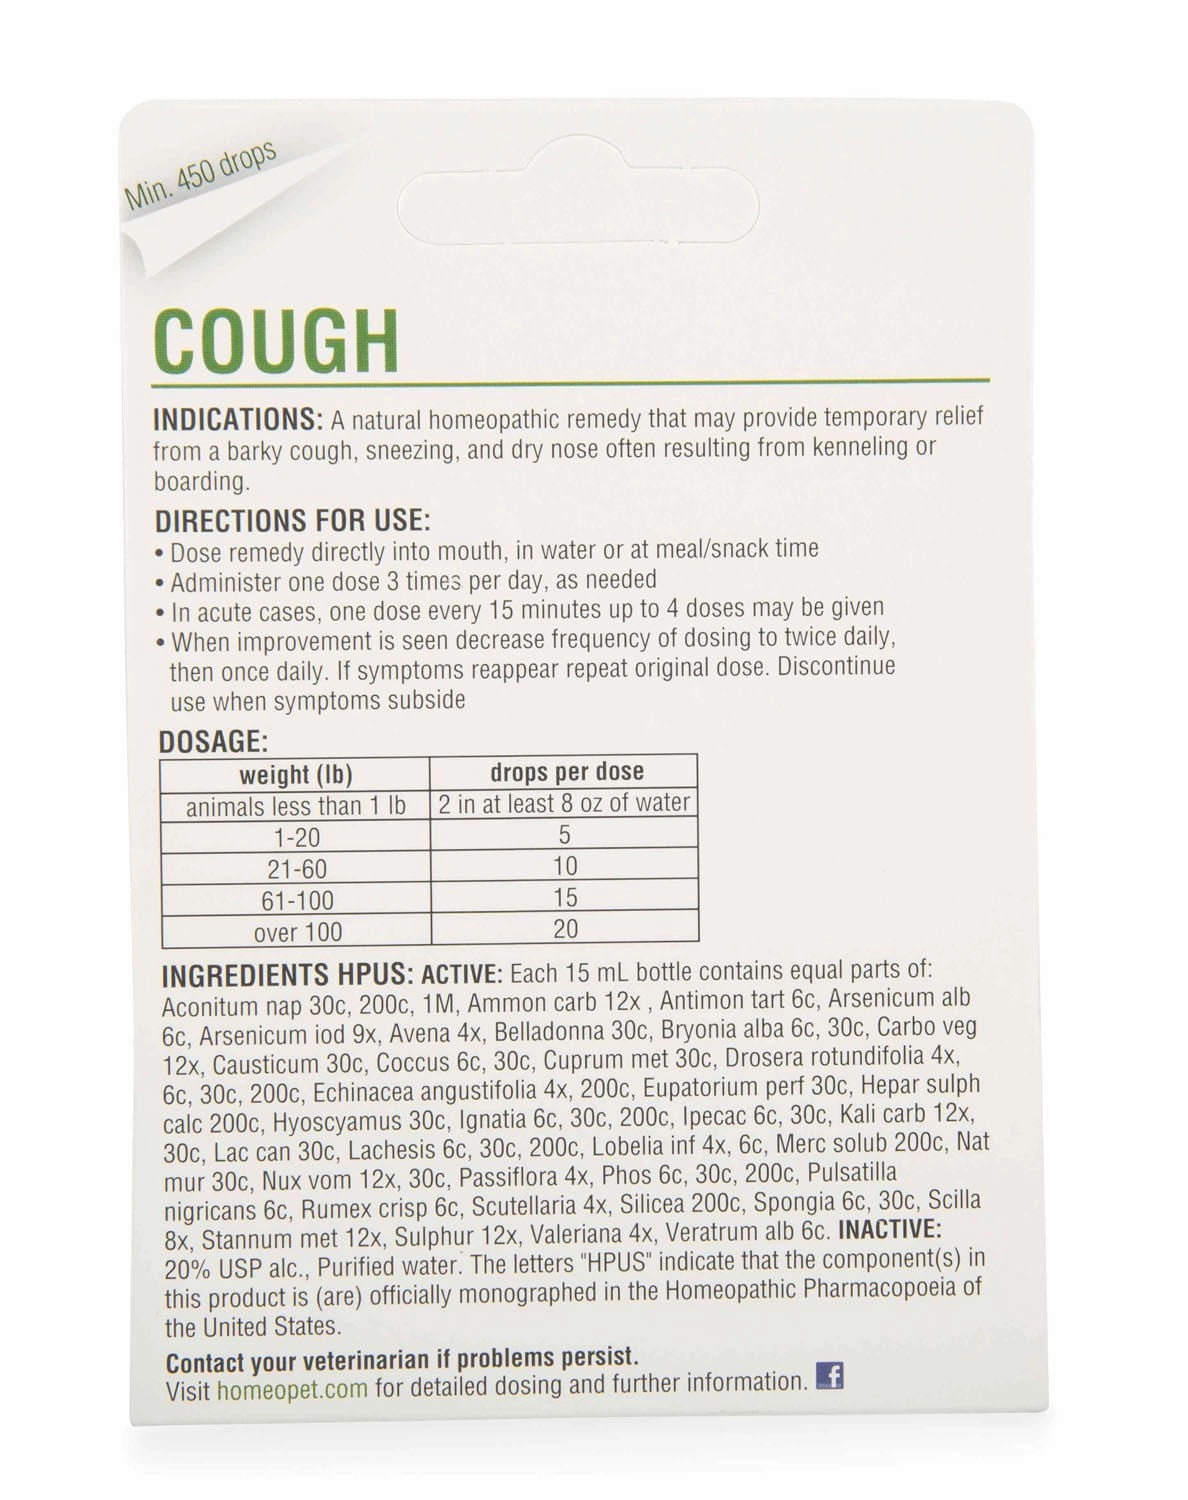 Min. 450 drops
COUGH
INDICATIONS: A natural homeopathic remedy that may provide temporary relief
from a barky cough, sneezing, and dry nose often resulting from kenneling or
boarding.
DIRECTIONS FOR USE:
• Dose remedy directly into mouth, in water or at meal/snack time
• Administer one dose 3 times per day, as needed
• In acute cases, one dose every 15 minutes up to 4 doses may be given
• When improvement is seen decrease frequency of dosing to twice daily,
then once daily. If symptoms reappear repeat original dose. Discontinue
use when symptoms subside
DOSAGE:
weight (lb) drops per dose
animals less than 1 lb 2 in at least 8 oz of water
1-20 5
21-60 10
61-100 15
over 100 20
INGREDIENTS HPUS: ACTIVE: Each 15 mL bottle contains equal parts of:
Aconitum nap 30c, 200c, 1M, Ammon carb 12x , Antimon tart 6c, Arsenicum alb
6c, Arsenicum iod 9x, Avena 4x, Belladonna 30c, Bryonia alba 6c, 30c, Carbo veg
12x, Causticum 30c, Coccus 6c, 30c, Cuprum met 30c, Drosera rotundifolia 4x,
6c, 30c, 200c, Echinacea angustifolia 4x, 200c, Eupatorium perf 30c, Hepar sulph
calc 200c, Hyoscyamus 30c, Ignatia 6c, 30c, 200c, Ipecac 6c, 30c, Kali carb 12x,
30c, Lac can 30c, Lachesis 6c, 30c, 200c, Lobelia inf 4x, 6c, Merc solub 200c, Nat
mur 30c, Nux vom 12x, 30c, Passiflora 4x, Phos 6c, 30c, 200c, Pulsatilla
nigricans 6c, Rumex crisp 6c, Scutellaria 4x, Silicea 200c, Spongia 6c, 30c, Scilla
8x, Stannum met 12x, Sulphur 12x, Valeriana 4x, Veratrum alb 6c. INACTIVE:
20% USP alc., Purified water. The letters "HPUS" indicate that the component(s) in
this product is (are) officially monographed in the Homeopathic Pharmacopoeia of
the United States.
Contact your veterinarian if problems persist.
Visit homeopet.com for detailed dosing and further information. f